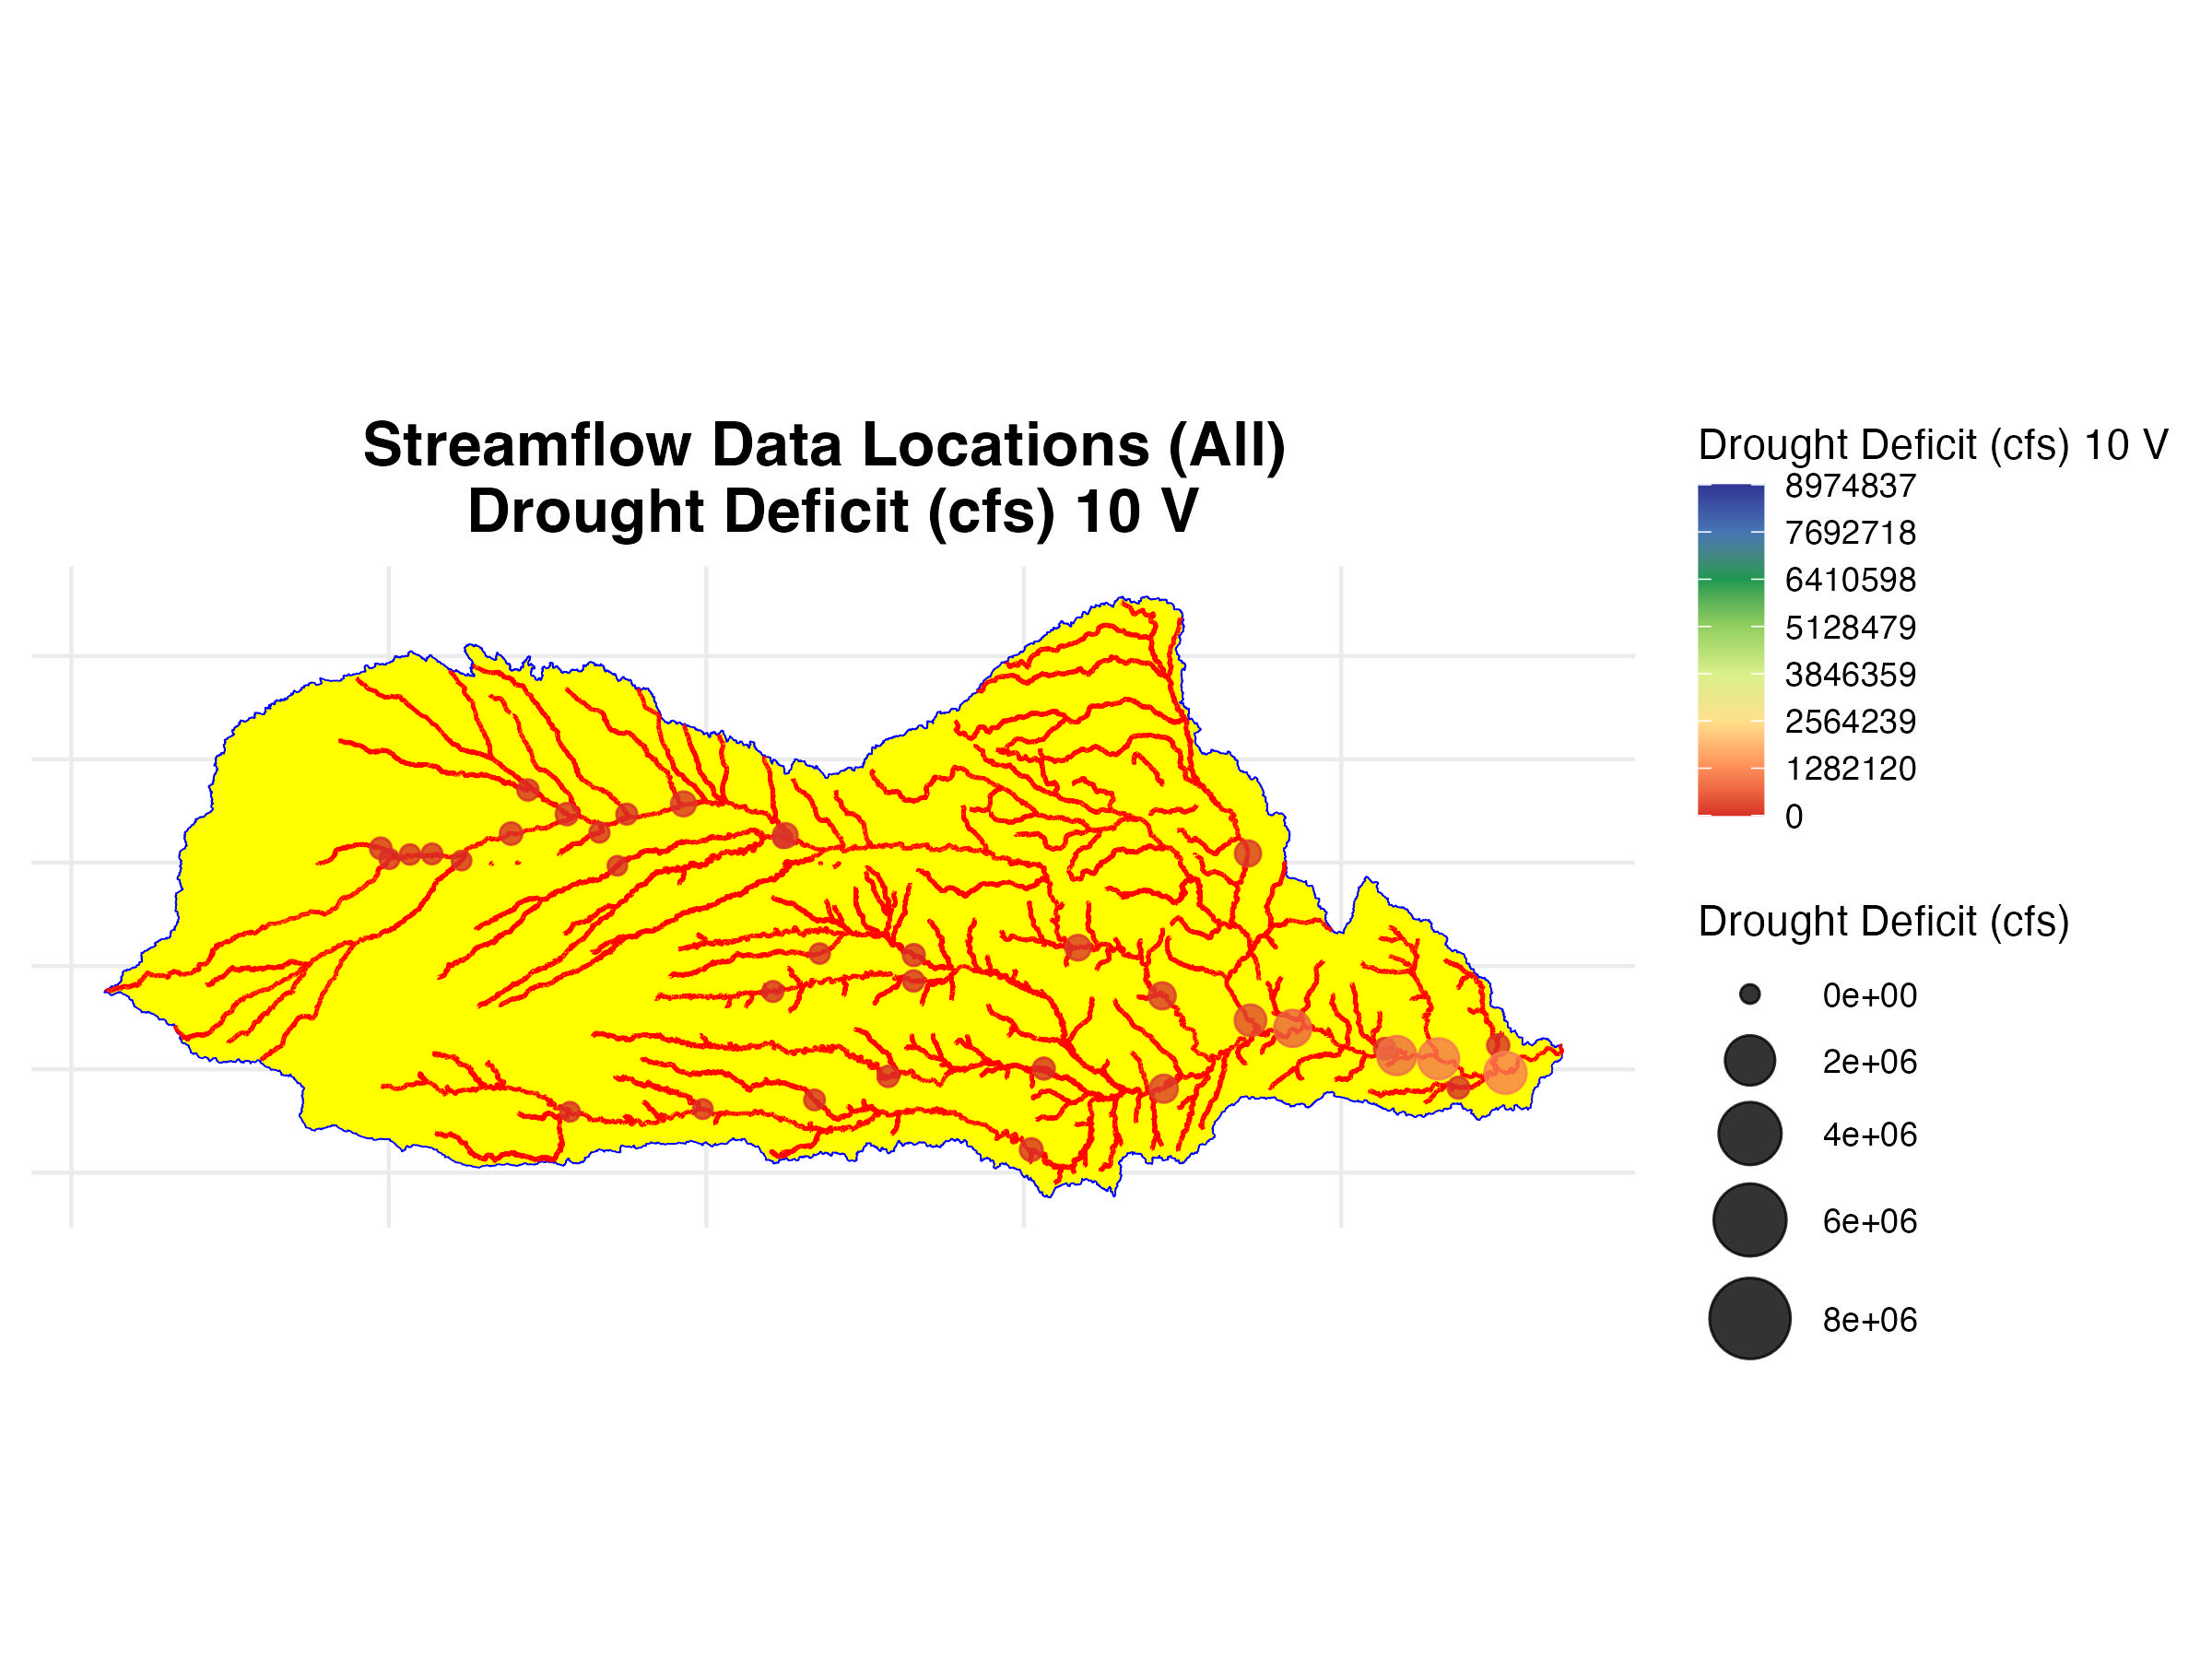 Streamflow Data Locations (All)
Drought Deficit (cfs) 10 V
Drought Deficit (cfs) 10 V
8974837
7692718
6410598
5128479
3846359
2564239
1282120
0
Drought Deficit (cfs)
0e+00
2e+06
4e+06
6e+06
8e+06